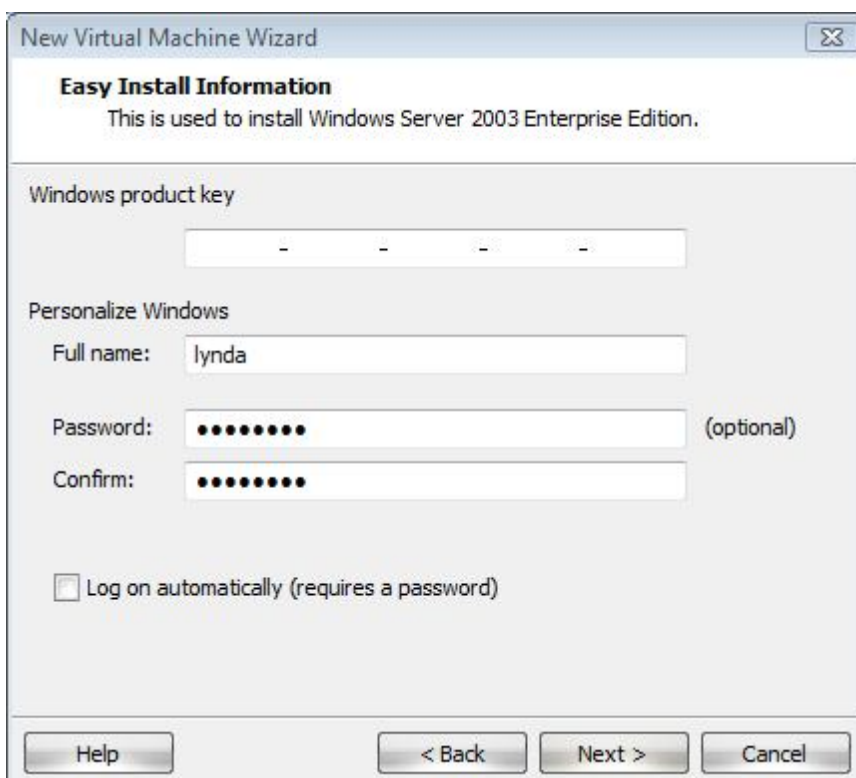 New Virtual Machine Wizard
Easy Install Information
This is used to install Windows Server 2003 Enterprise Edition.
Windows product key
- - - -
Personalize Windows
Full name: lynda
Password: ●●●●●●●● (optional)
Confirm: ●●●●●●●●
Log on automatically (requires a password)
Help < Back Next > Cancel